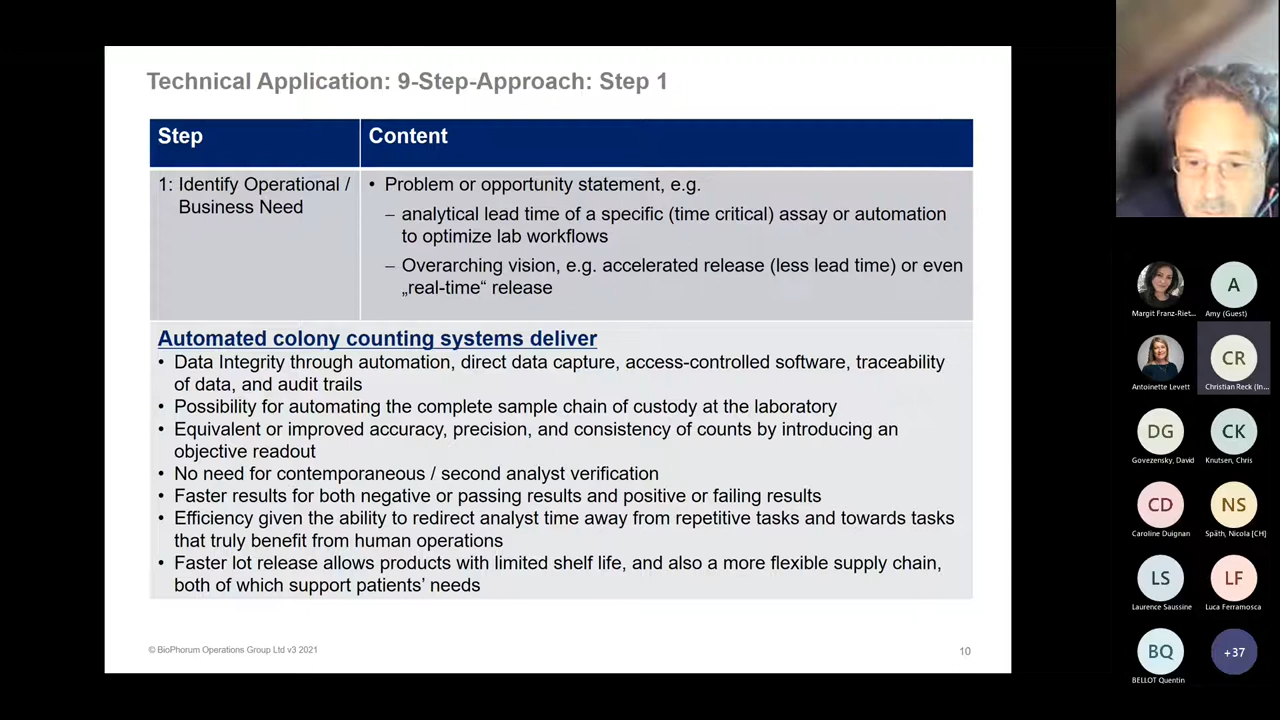 Technical Application: 9-Step-Approach: Step 1
Step
Content
1: Identify Operational /
Business Need
• Problem or opportunity statement, e.g.
– analytical lead time of a specific (time critical) assay or automation
to optimize lab workflows
– Overarching vision, e.g. accelerated release (less lead time) or even
„real-time“ release
Automated colony counting systems deliver
• Data Integrity through automation, direct data capture, access-controlled software, traceability
of data, and audit trails
• Possibility for automating the complete sample chain of custody at the laboratory
• Equivalent or improved accuracy, precision, and consistency of counts by introducing an
objective readout
• No need for contemporaneous / second analyst verification
• Faster results for both negative or passing results and positive or failing results
• Efficiency given the ability to redirect analyst time away from repetitive tasks and towards tasks
that truly benefit from human operations
• Faster lot release allows products with limited shelf life, and also a more flexible supply chain,
both of which support patients’ needs
© BioPhorum Operations Group Ltd v3 2021
10
Margit Franz-Riet...
A
Amy (Guest)
Antoinette Levett
CR
Christian Reck (In...
DG
Govezensky, David
CK
Knutsen, Chris
CD
Caroline Duignan
NS
Späth, Nicola [CH]
LS
Laurence Saussine
LF
Luca Ferramosca
BQ
BELLOT Quentin
+37